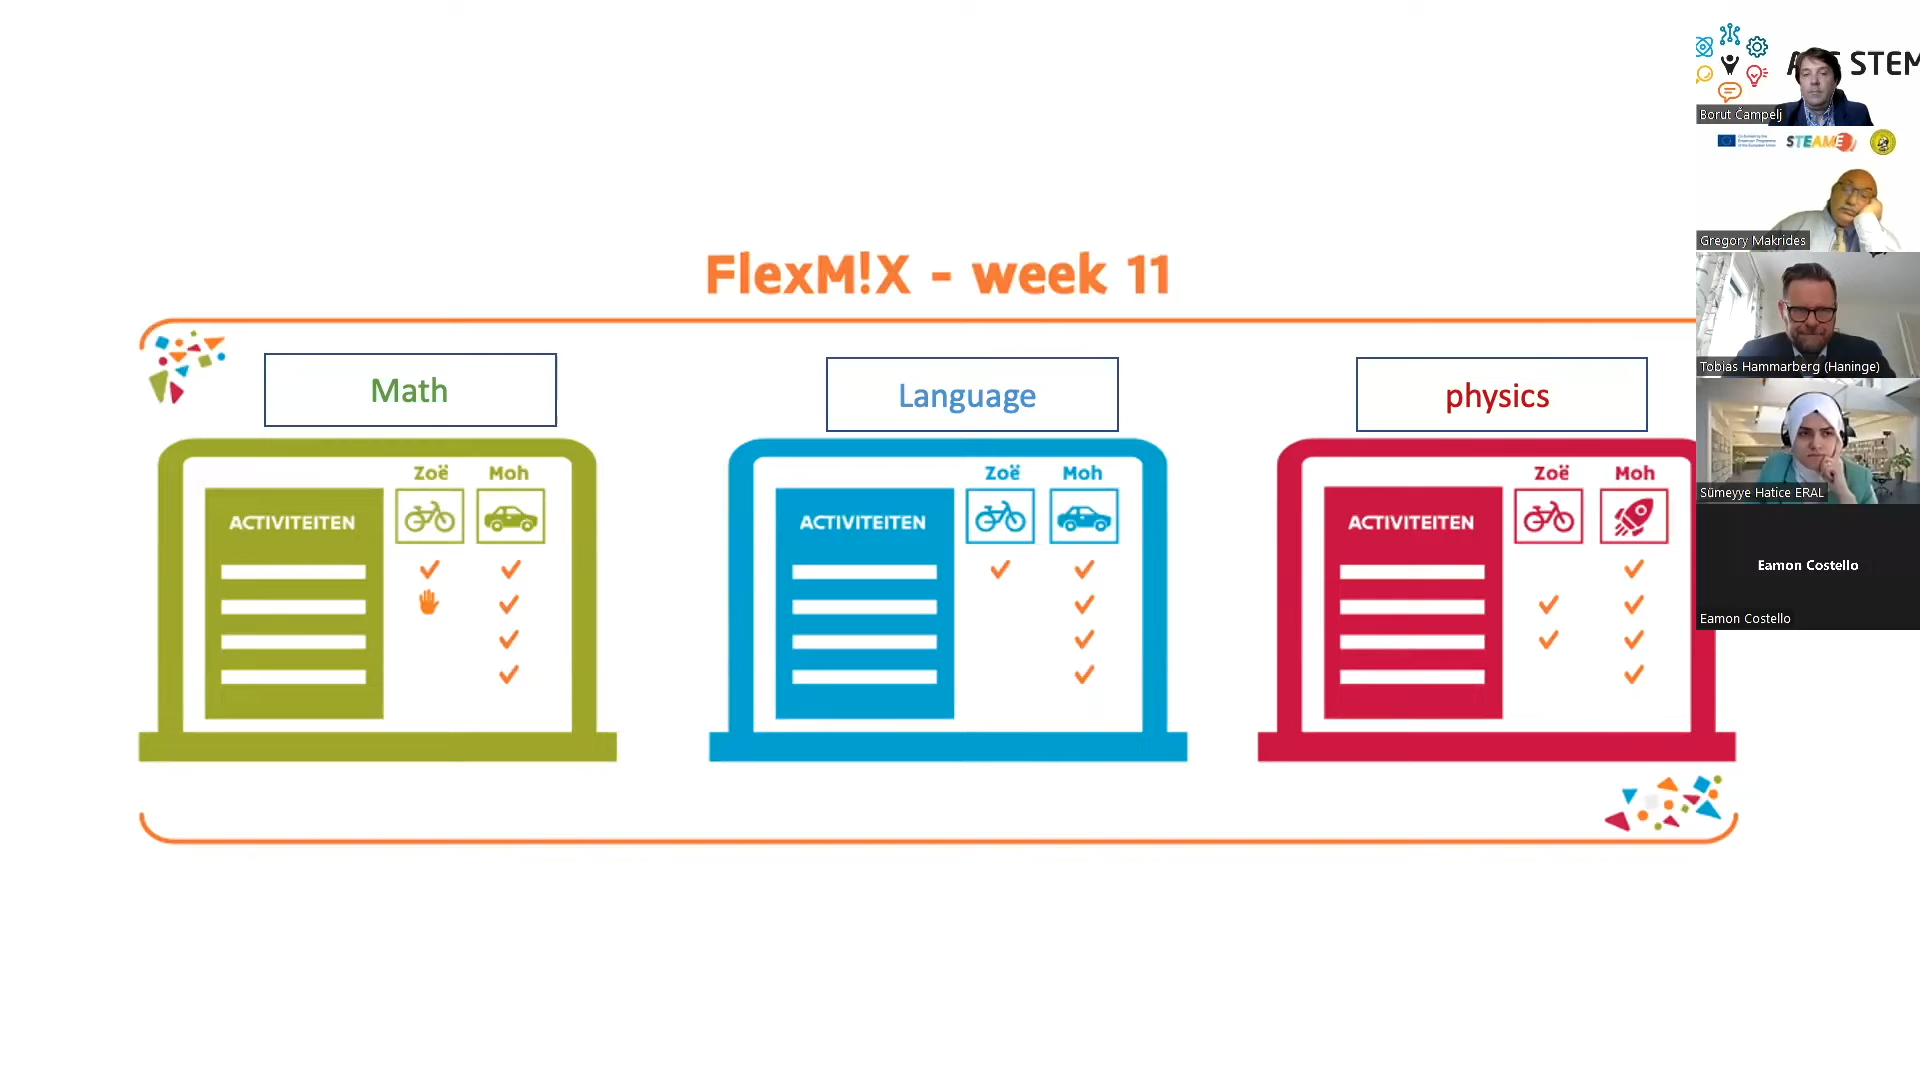 FlexM!X - week 11
Math
Zoë Moh
ACTIVITEITEN
Language
Zoë Moh
ACTIVITEITEN
physics
Zoë Moh
ACTIVITEITEN
STEM
Borut Čampelj
STEAME
Gregory Makrides
Tobias Hammarberg (Haninge)
Sümeyye Hatice ERAL
Eamon Costello
Eamon Costello